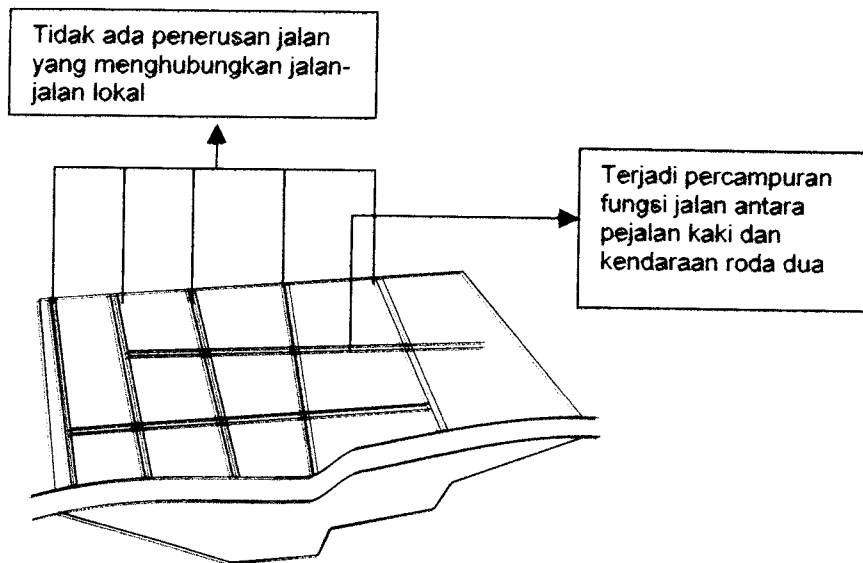 Tidak ada penerusan jalan
yang menghubungkan jalan-
jalan lokal
Terjadi percampuran
fungsi jalan antara
pejalan kaki dan
kendaraan roda dua